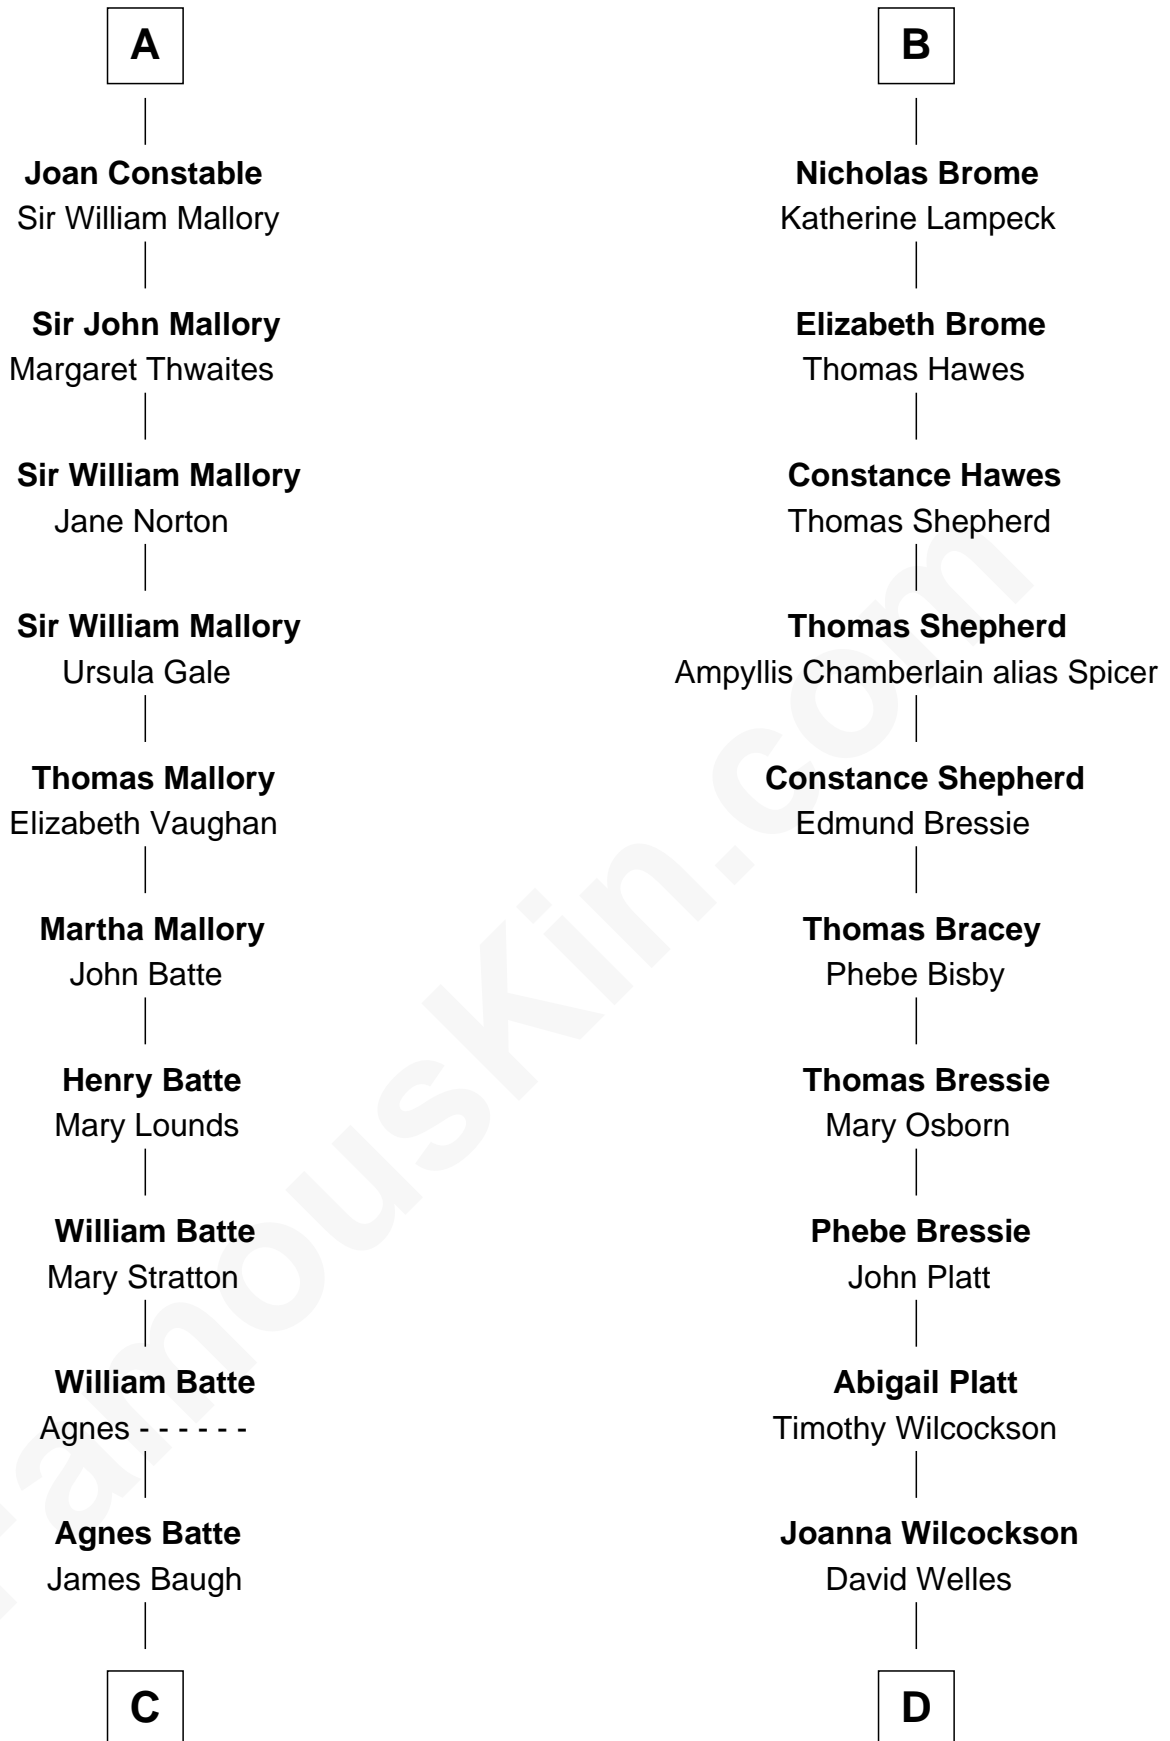 A
Joan Constable
Sir William Mallory
Sir John Mallory
Margaret Thwaites
Sir William Mallory
Jane Norton
Sir William Mallory
Ursula Gale
Thomas Mallory
Elizabeth Vaughan
Martha Mallory
John Batte
Henry Batte
Mary Lounds
William Batte
Mary Stratton
William Batte
Agnes - - - - - -
Agnes Batte
James Baugh
C
B
Nicholas Brome
Katherine Lampeck
Elizabeth Brome
Thomas Hawes
Constance Hawes
Thomas Shepherd
Thomas Shepherd
Ampyllis Chamberlain alias Spicer
Constance Shepherd
Edmund Bressie
Thomas Bracey
Phebe Bisby
Thomas Bressie
Mary Osborn
Phebe Bressie
John Platt
Abigail Platt
Timothy Wilcockson
Joanna Wilcockson
David Welles
D
FamousKin.com